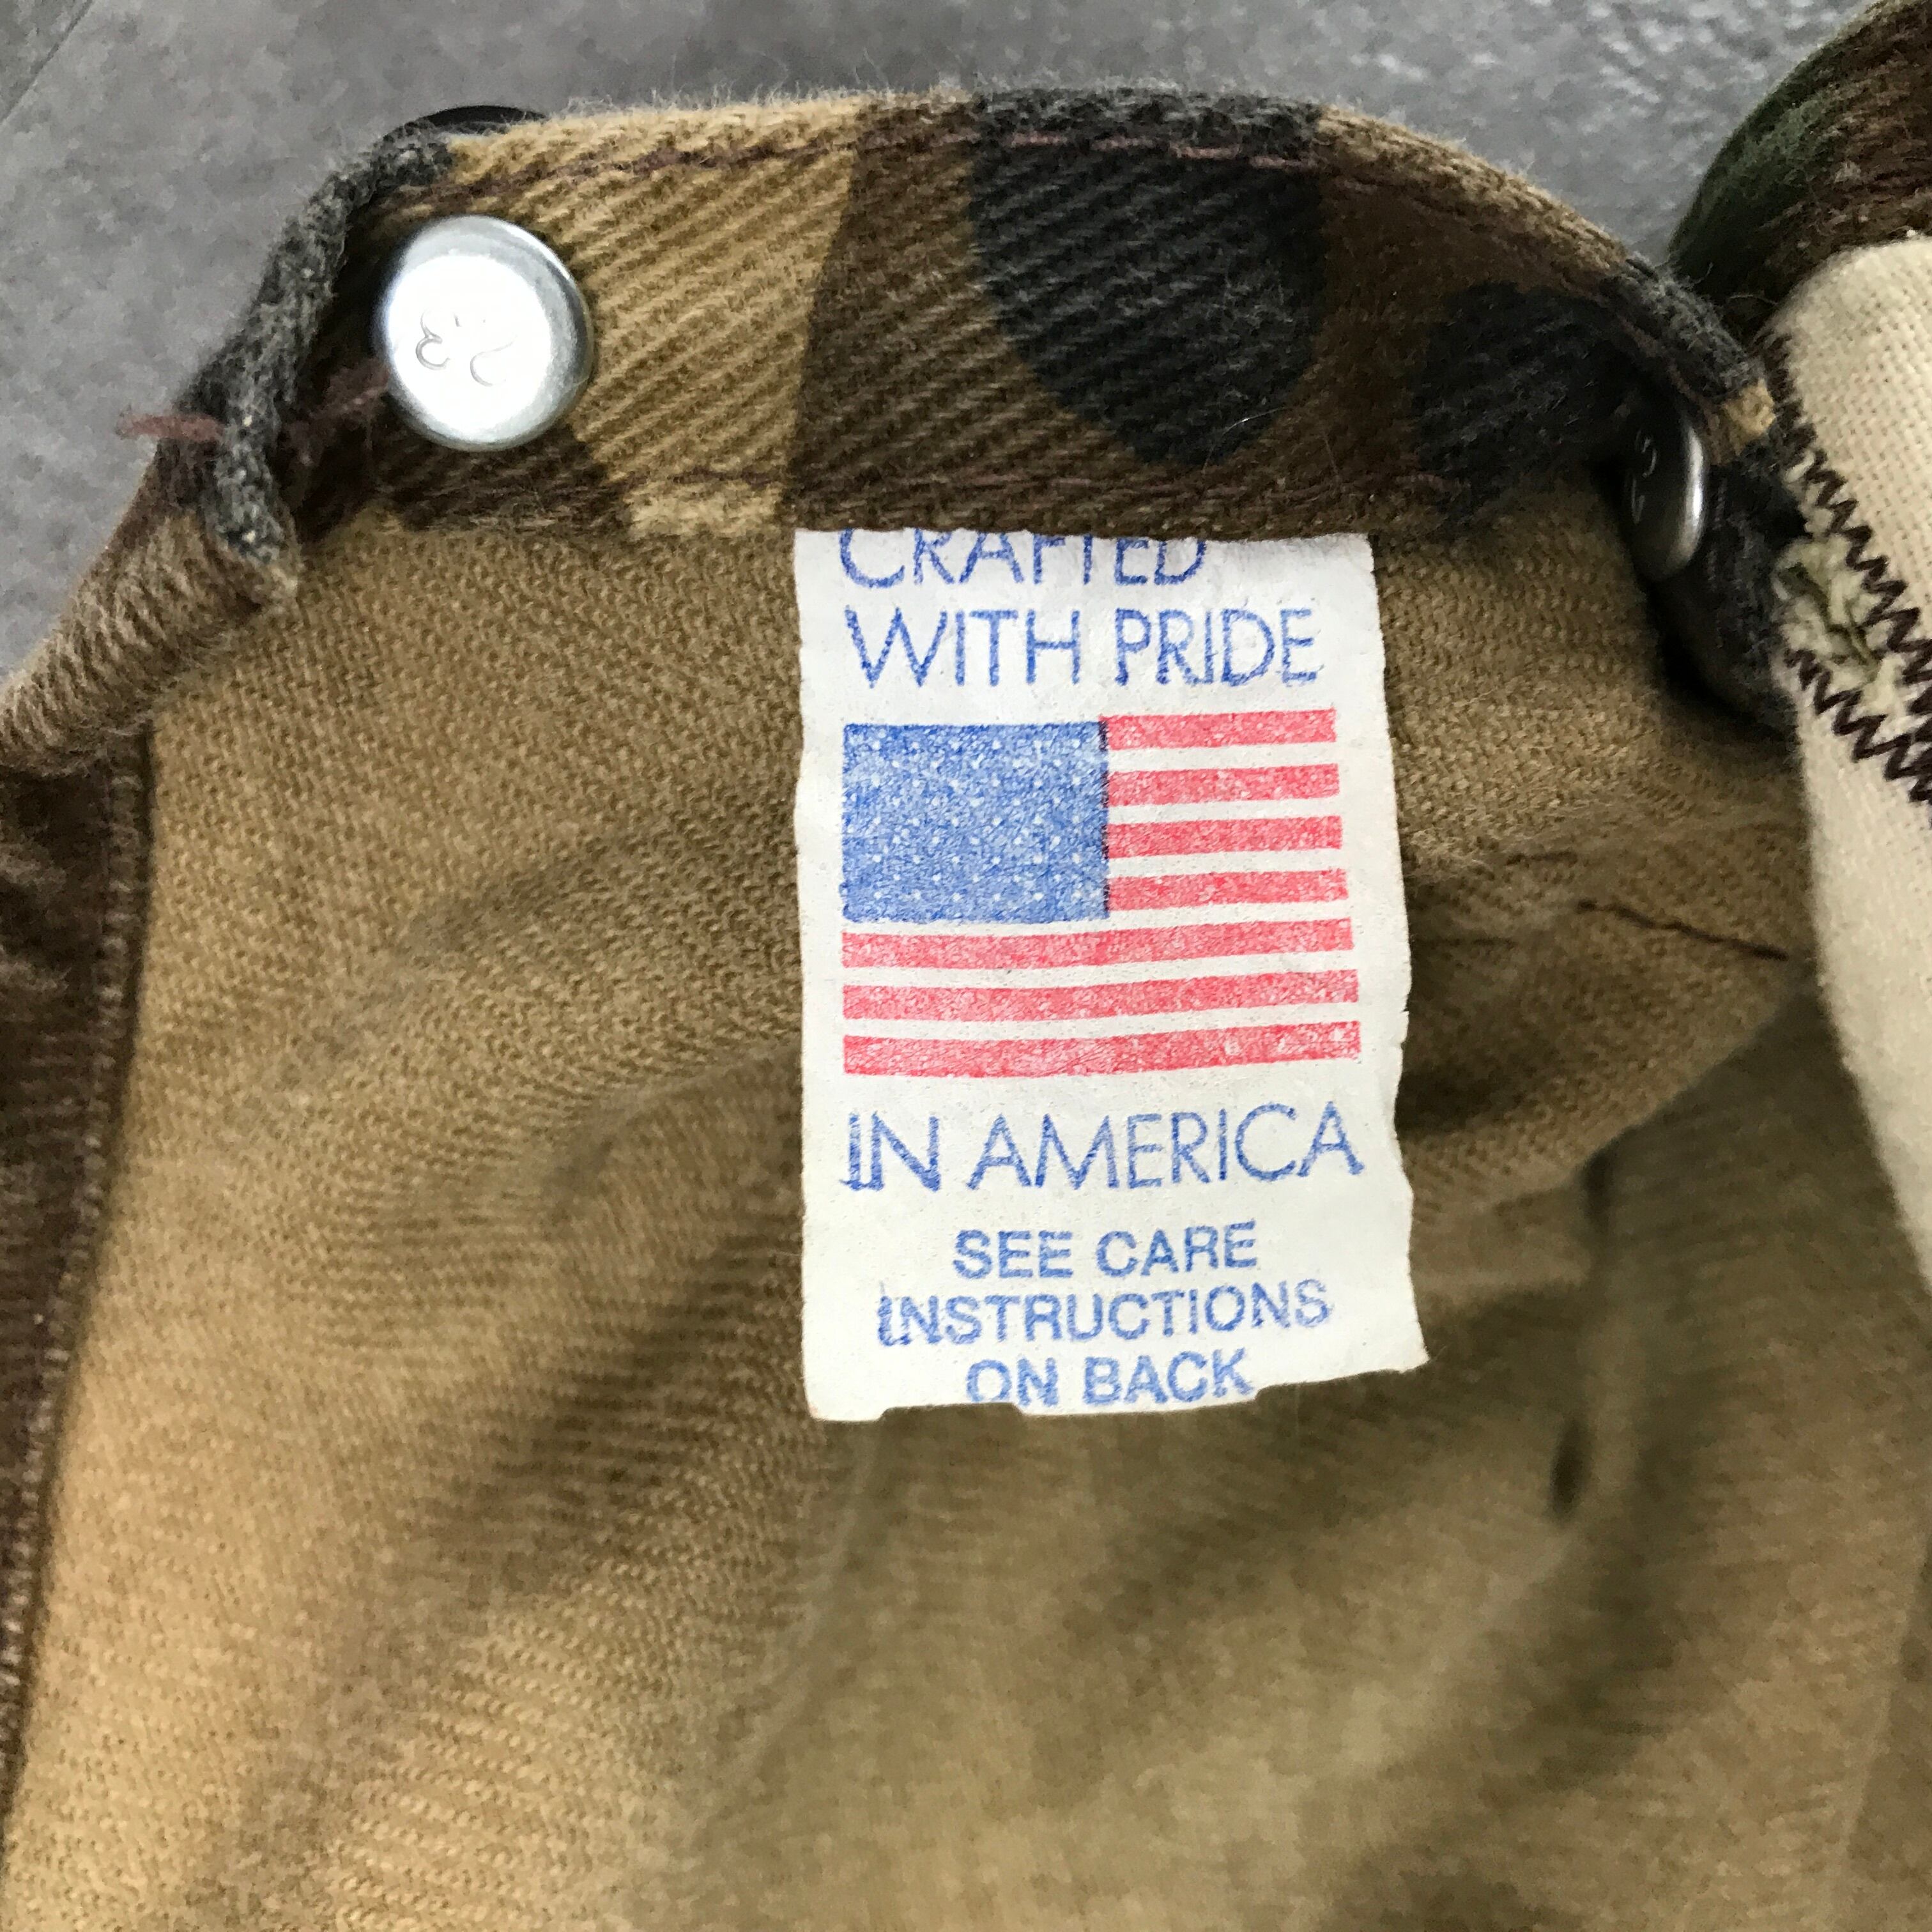 CRAFTED
WITH PRIDE
IN AMERICA
SEE CARE
INSTRUCTIONS
ON BACK